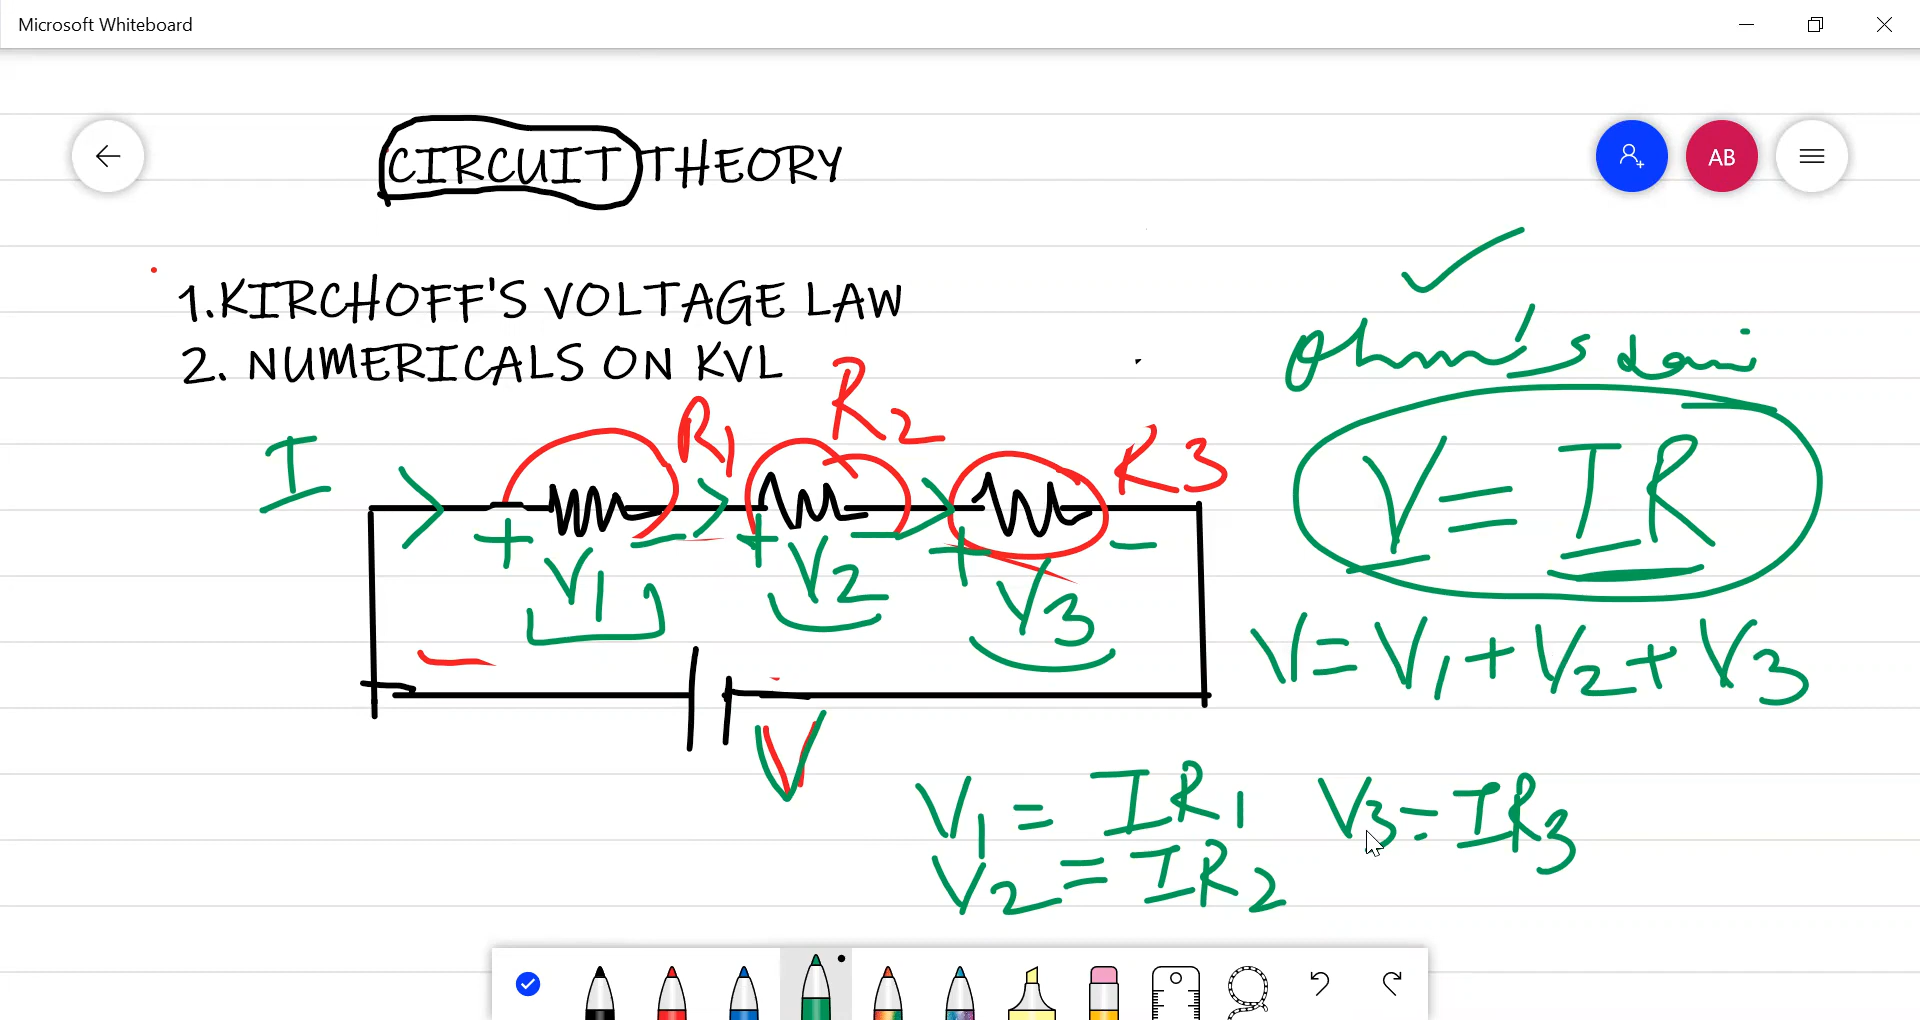 Microsoft Whiteboard
CIRCUIT THEORY
AB
1.KIRCHOFF'S VOLTAGE LAW
2. NUMERICALS ON KVL
Ohm's
I
R1
R2
R3
V = IR
+ − + + −
V1
V2
V3
V = V1 + V2 + V3
−
V
V1 = IR1
V3 = IR3
V2 = IR2